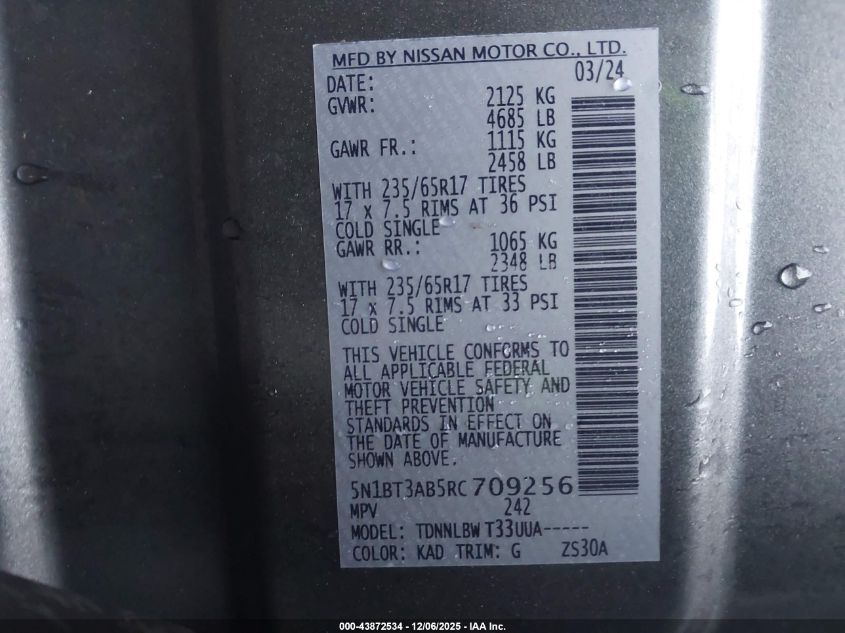 MFD BY NISSAN MOTOR CO., LTD.
DATE: 03/24
GVWR: 2125 KG
4685 LB
GAWR FR.: 1115 KG
2458 LB
WITH 235/65R17 TIRES
17 x 7.5 RIMS AT 36 PSI
COLD SINGLE
GAWR RR.: 1065 KG
2348 LB
WITH 235/65R17 TIRES
17 x 7.5 RIMS AT 33 PSI
COLD SINGLE
THIS VEHICLE CONFORMS TO
ALL APPLICABLE FEDERAL
MOTOR VEHICLE SAFETY AND
THEFT PREVENTION
STANDARDS IN EFFECT ON
THE DATE OF MANUFACTURE
SHOWN ABOVE.
5N1BT3AB5RC709256
MPV 242
MODEL: TDNNLBW T33UUA-----
COLOR: KAD TRIM: G ZS30A
000-43872534 - 12/06/2025 - IAA Inc.